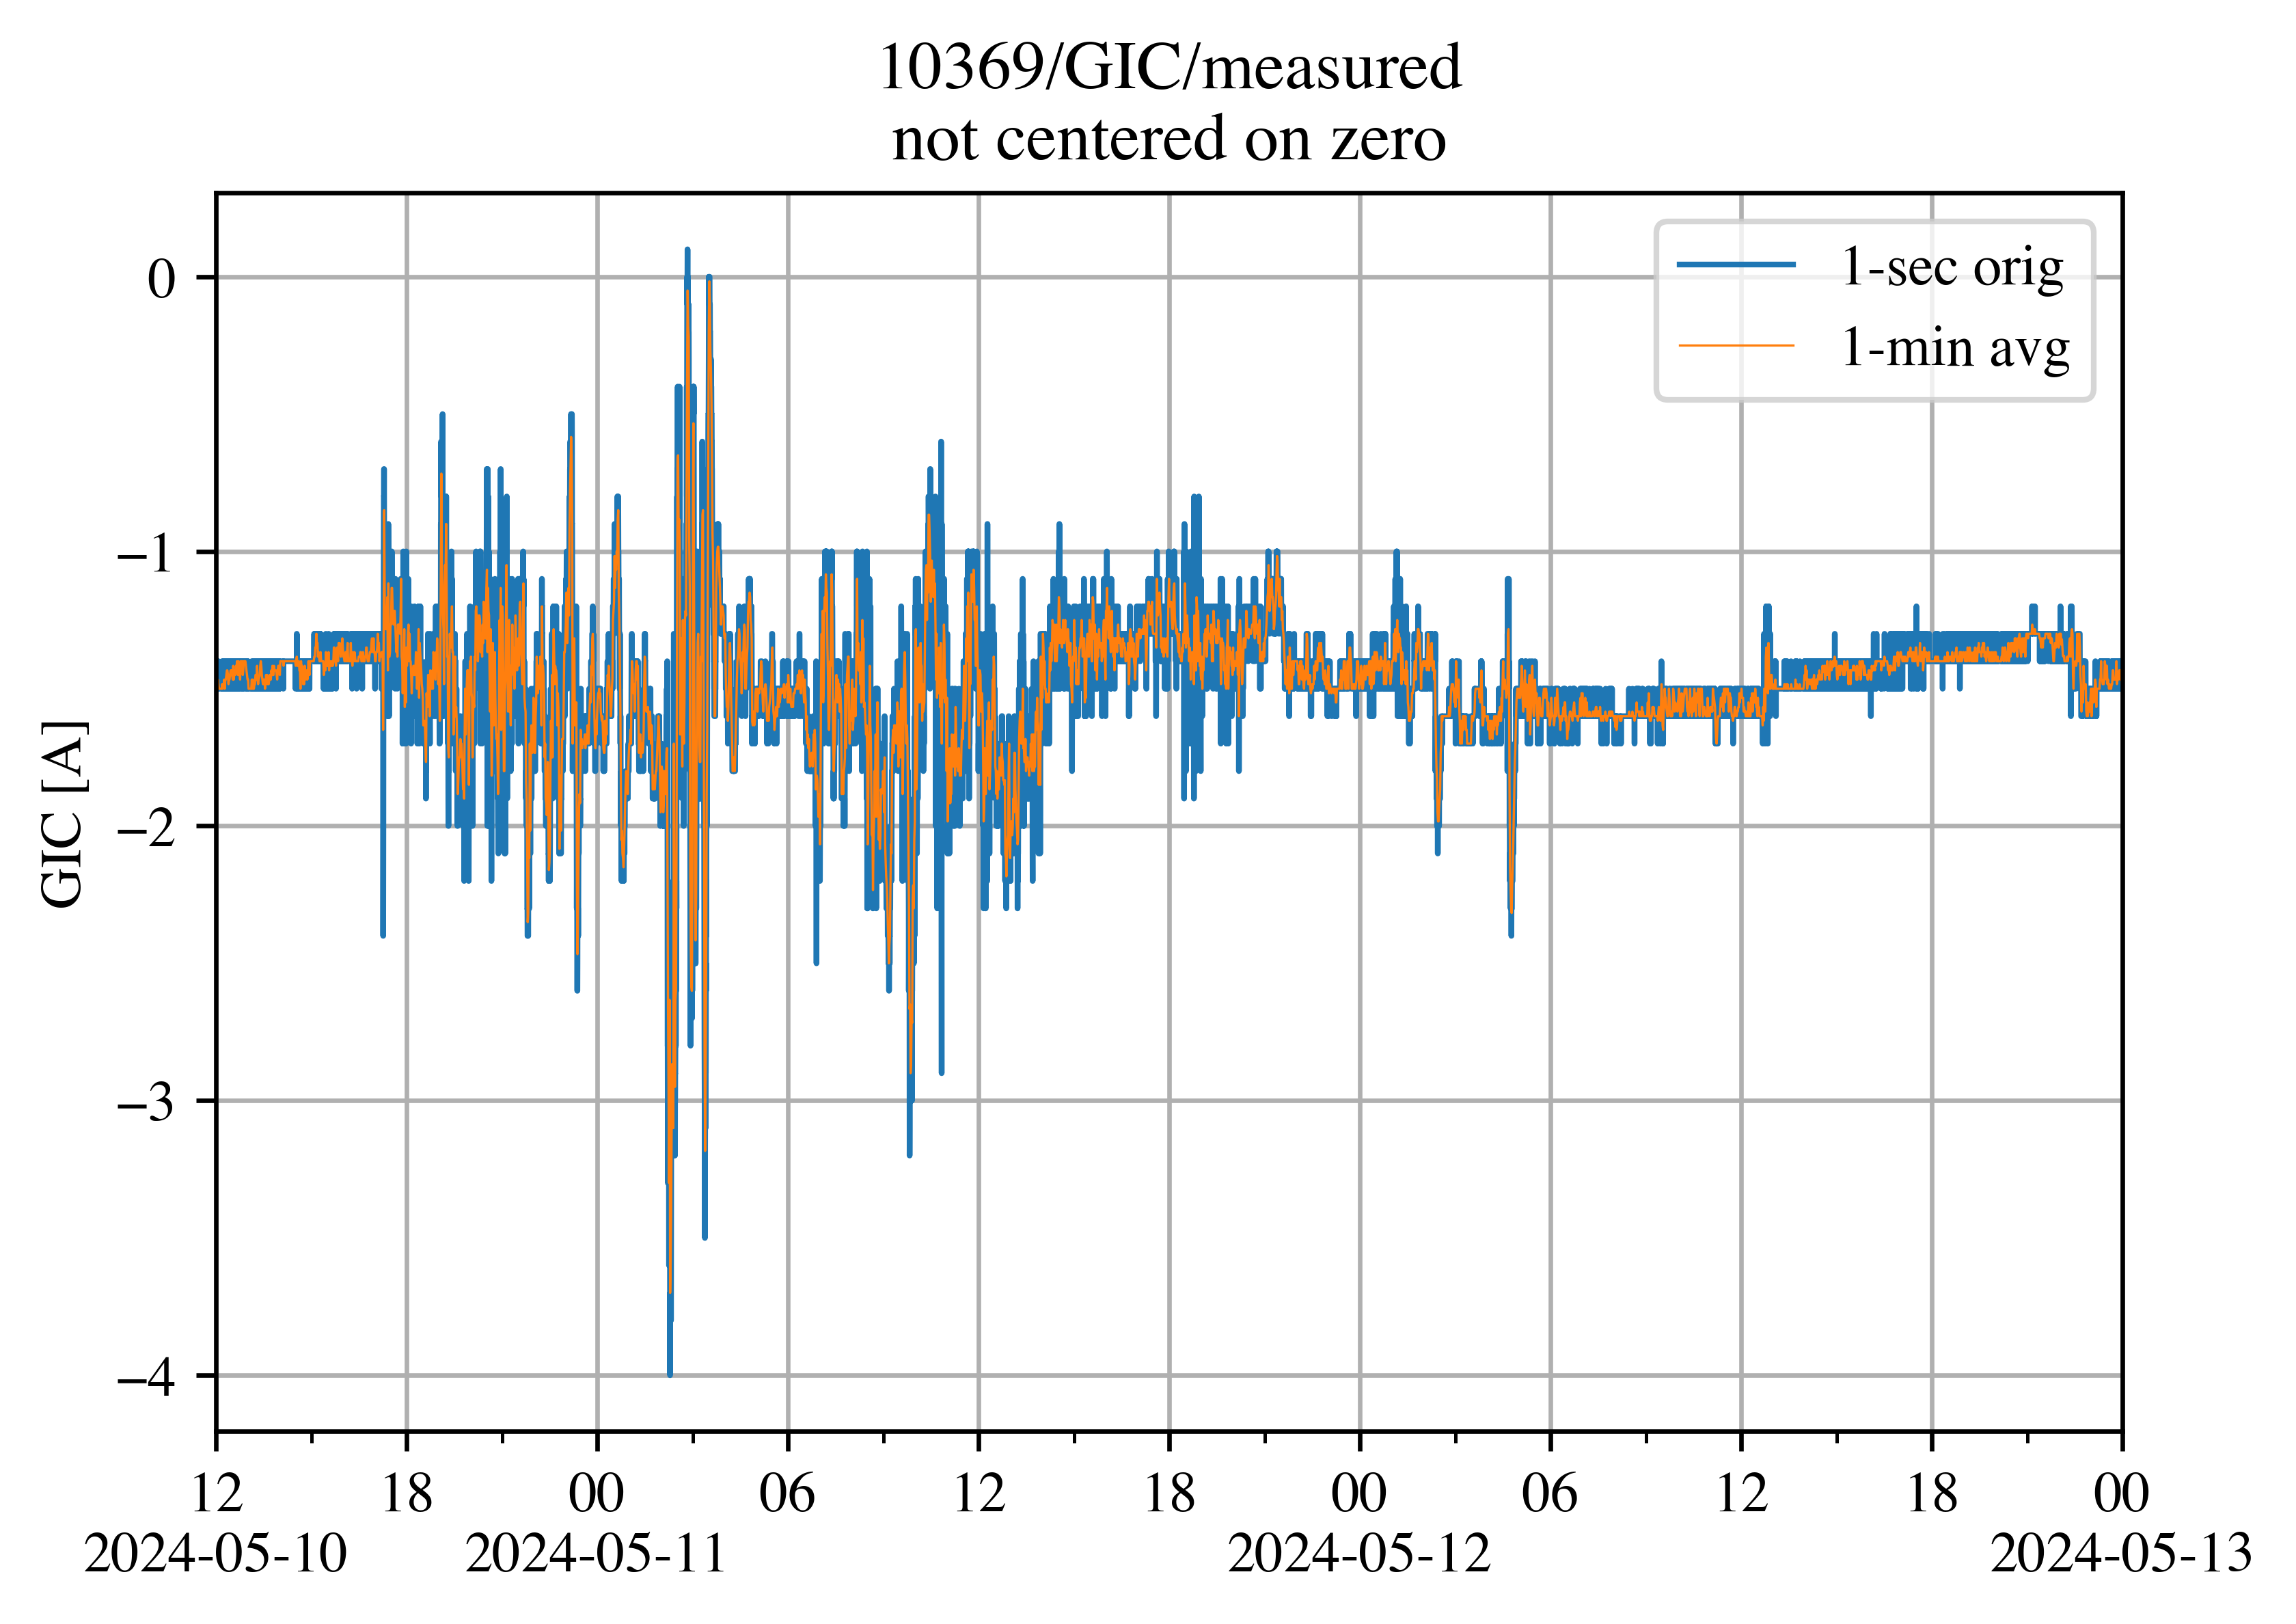 10369/GIC/measured
not centered on zero
1-sec orig
1-min avg
GIC [A]
0
−1
−2
−3
−4
12 18 00 06 12 18 00 06 12 18 00
2024-05-10 2024-05-11 2024-05-12 2024-05-13